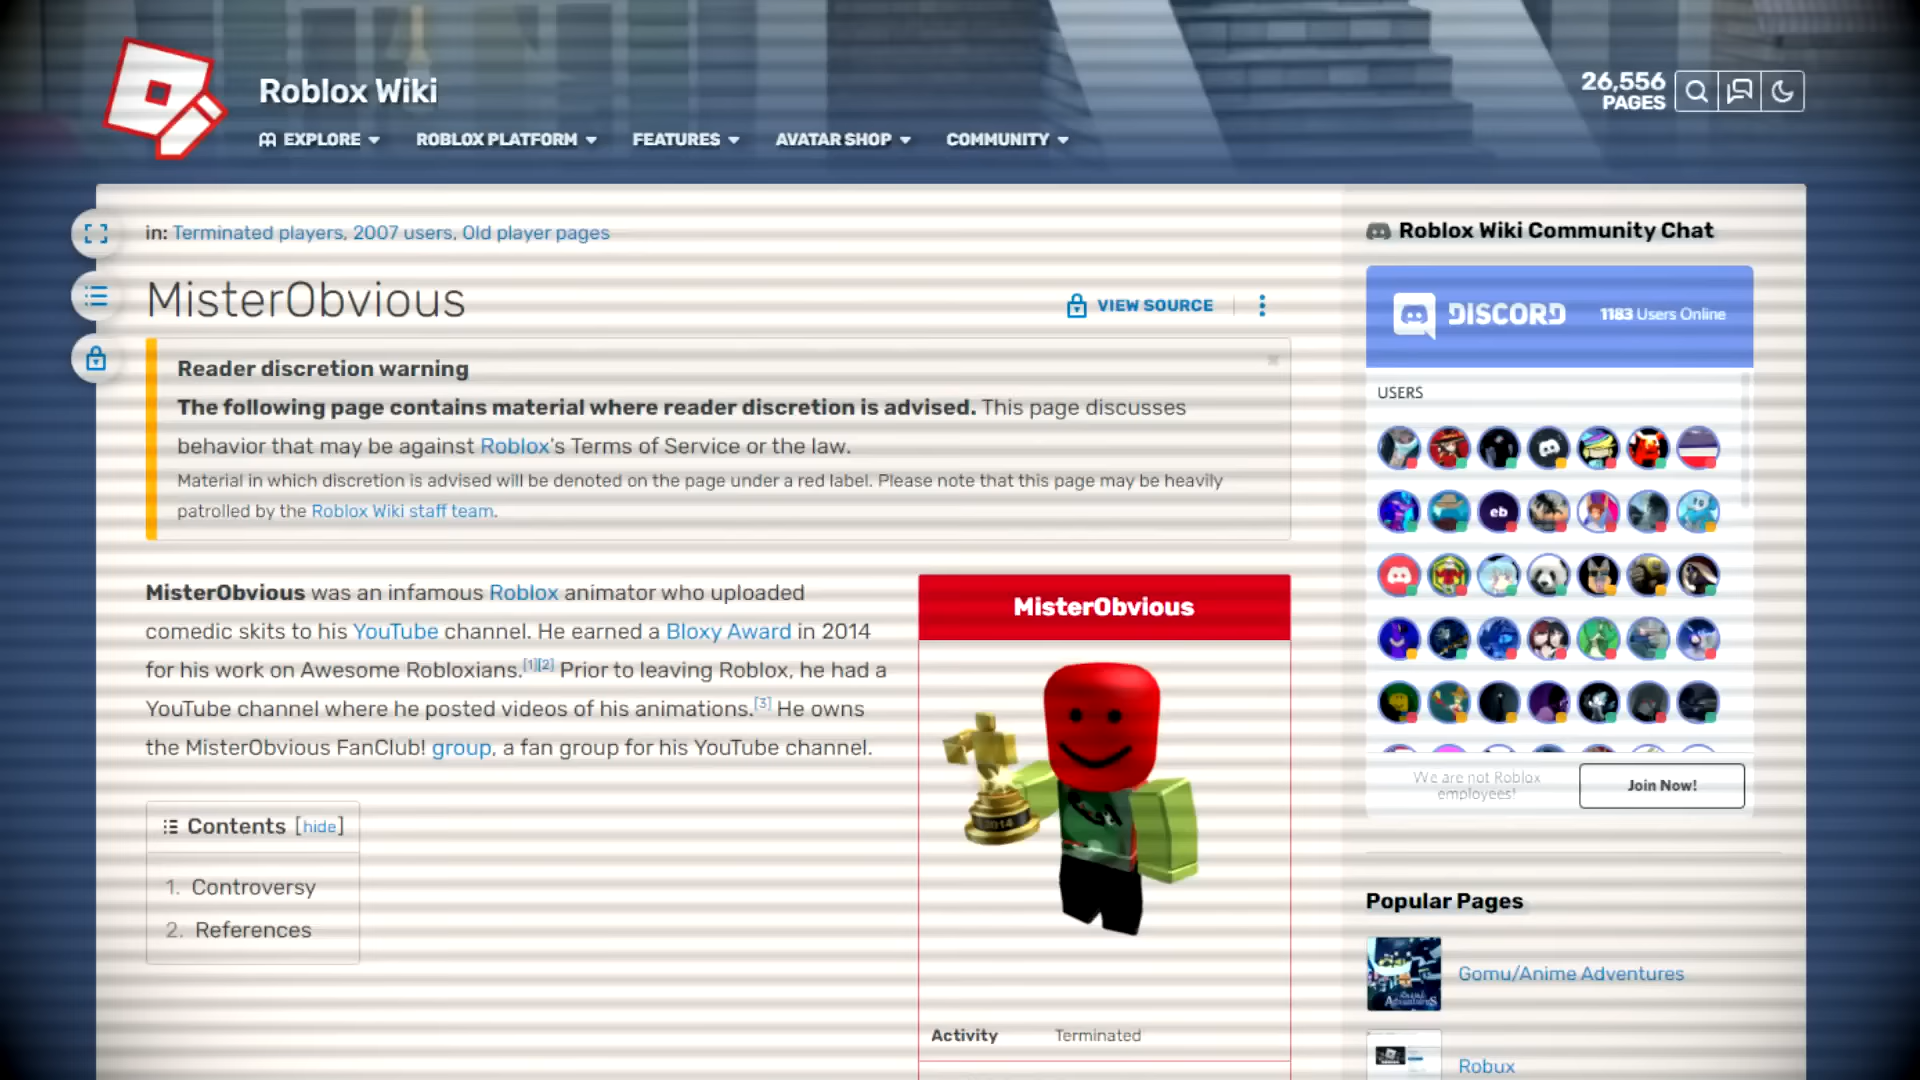 Roblox Wiki
26,556
PAGES
EXPLORE
ROBLOX PLATFORM
FEATURES
AVATAR SHOP
COMMUNITY
in: Terminated players, 2007 users, Old player pages
MisterObvious
VIEW SOURCE
Reader discretion warning
The following page contains material where reader discretion is advised. This page discusses
behavior that may be against Roblox's Terms of Service or the law.
Material in which discretion is advised will be denoted on the page under a red label. Please note that this page may be heavily
patrolled by the Roblox Wiki staff team.
MisterObvious was an infamous Roblox animator who uploaded
comedic skits to his YouTube channel. He earned a Bloxy Award in 2014
for his work on Awesome Robloxians.[1][2] Prior to leaving Roblox, he had a
YouTube channel where he posted videos of his animations.[3] He owns
the MisterObvious FanClub! group, a fan group for his YouTube channel.
Contents [hide]
1. Controversy
2. References
MisterObvious
2014
Activity Terminated
Roblox Wiki Community Chat
DISCORD
1183 Users Online
USERS
eb
We are not Roblox
employees!
Join Now!
Popular Pages
Gomu/Anime Adventures
Robux